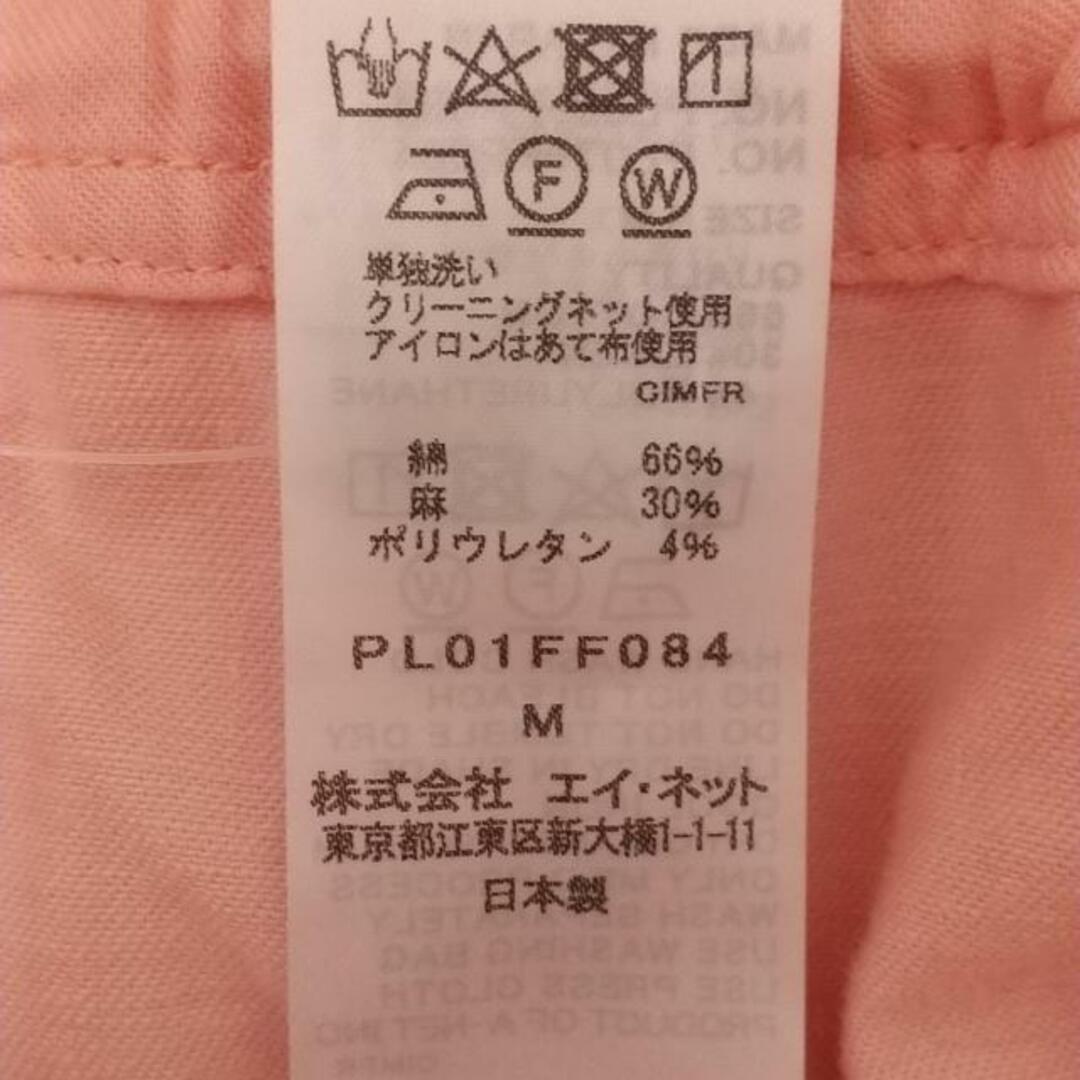 F W
単独洗い
クリーニングネット使用
アイロンはあて布使用
CIMFR
綿 66%
麻 30%
ポリウレタン 4%
PL01FF084
M
株式会社 エイ・ネット
東京都江東区新大橋1-1-11
日本製